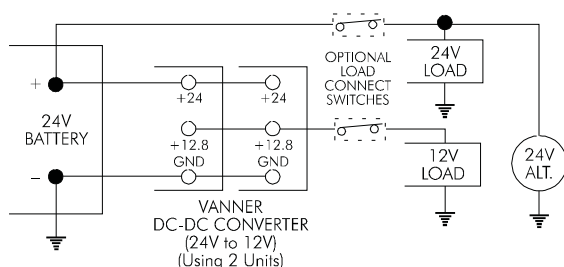 OPTIONAL
LOAD
CONNECT
SWITCHES
24V
LOAD
+
24V
BATTERY
–
+24
+24
+12.8
+12.8
GND
GND
12V
LOAD
24V
ALT.
VANNER
DC-DC CONVERTER
(24V to 12V)
(Using 2 Units)